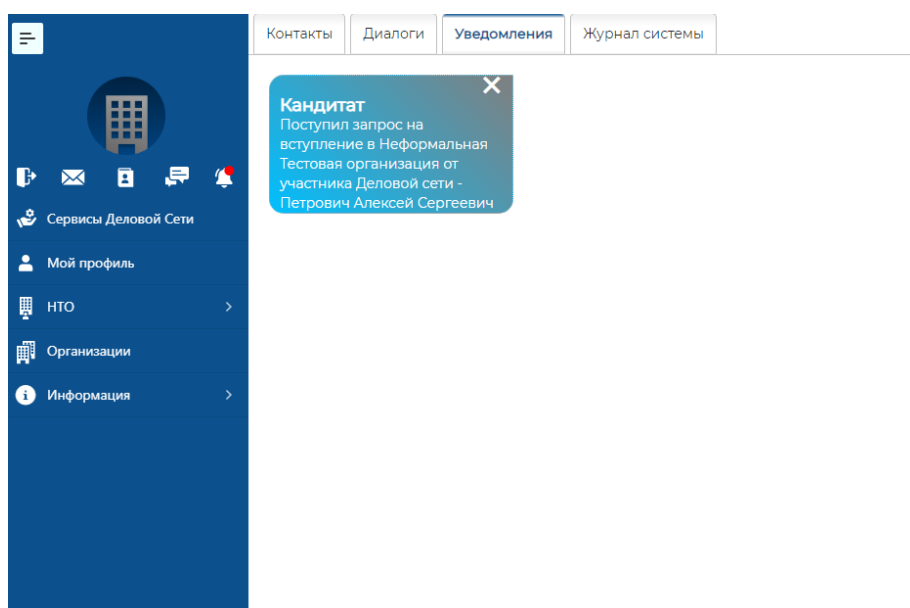 Контакты
Диалоги
Уведомления
Журнал системы
Кандитат
Поступил запрос на
вступление в Неформальная
Тестовая организация от
участника Деловой сети -
Петрович Алексей Сергеевич
Сервисы Деловой Сети
Мой профиль
НТО
Организации
Информация